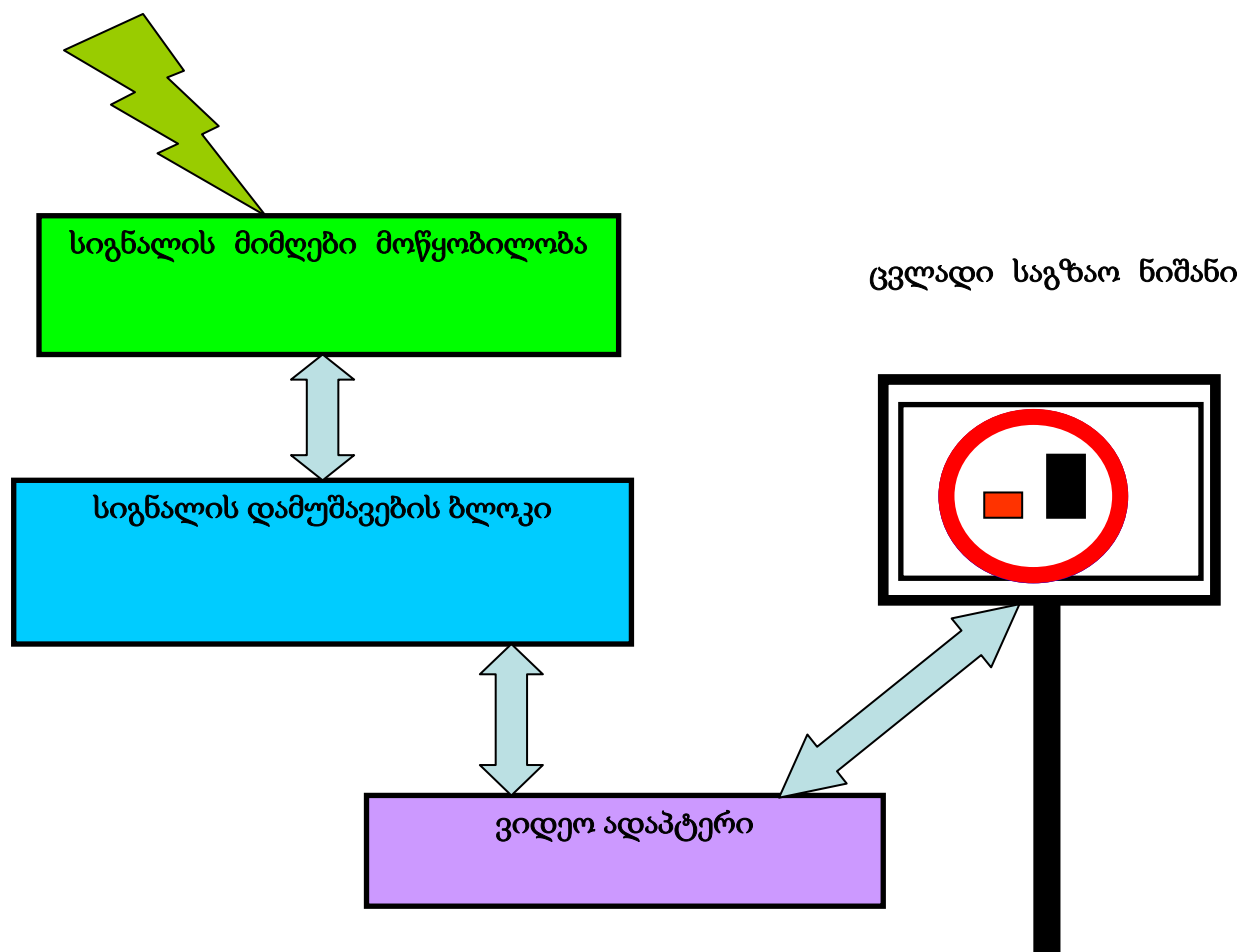 სიგნალის მიმღები მოწყობილობა
ცვლადი საგზაო ნიშანი
სიგნალის დამუშავების ბლოკი
ვიდეო ადაპტერი